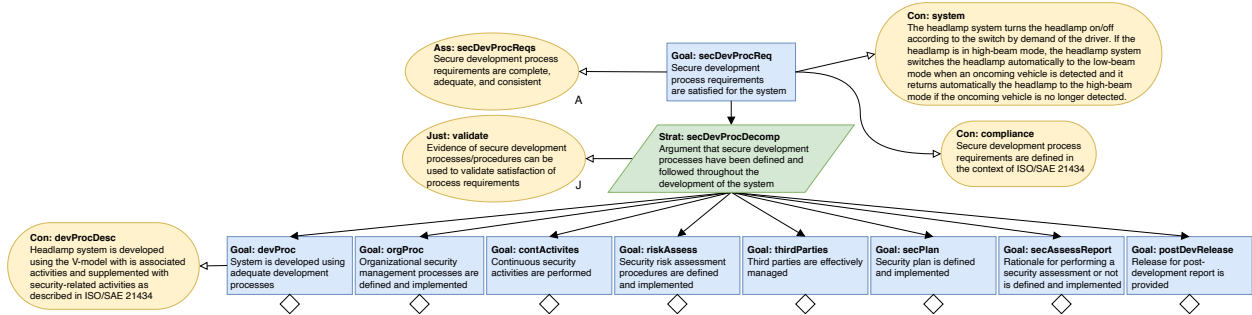 Con: system
The headlamp system turns the headlamp on/off
according to the switch by demand of the driver. If the
headlamp is in high-beam mode, the headlamp system
switches the headlamp automatically to the low-beam
mode when an oncoming vehicle is detected and it
returns automatically the headlamp to the high-beam
mode if the oncoming vehicle is no longer detected.
Ass: secDevProcReqs
Secure development process
requirements are complete,
adequate, and consistent
A
Goal: secDevProcReq
Secure development
process requirements
are satisfied for the system
Just: validate
Evidence of secure development
processes/procedures can be
used to validate satisfaction of
process requirements
J
Strat: secDevProcDecomp
Argument that secure development
processes have been defined and
followed throughout the
development of the system
Con: compliance
Secure development process
requirements are defined in
the context of ISO/SAE 21434
Con: devProcDesc
Headlamp system is developed
using the V-model with is associated
activities and supplemented with
security-related activities as
described in ISO/SAE 21434
Goal: devProc
System is developed using
adequate development
processes
Goal: orgProc
Organizational security
management processes are
defined and implemented
Goal: contActivites
Continuous security
activities are performed
Goal: riskAssess
Security risk assessment
procedures are defined
and implemented
Goal: thirdParties
Third parties are effectively
managed
Goal: secPlan
Security plan is defined
and implemented
Goal: secAssessReport
Rationale for performing a
security assessment or not
is defined and implemented
Goal: postDevRelease
Release for post-
development report is
provided